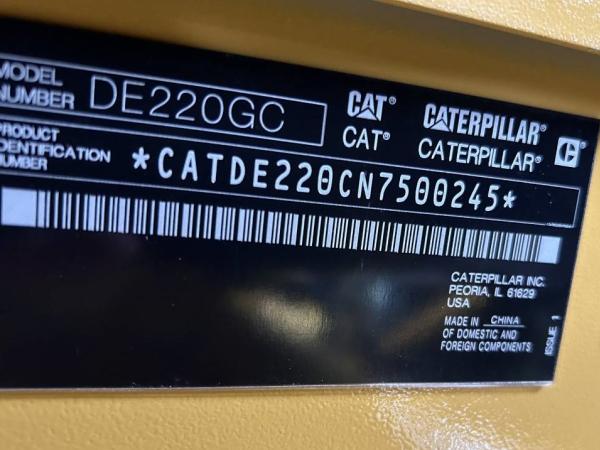 MODEL
NUMBER DE220GC
CAT® CATERPILLAR®
CAT® CATERPILLAR® C®
PRODUCT
IDENTIFICATION
NUMBER *CATDE220CN7500245*
CATERPILLAR INC.
PEORIA, IL 61629
USA
MADE IN CHINA
OF DOMESTIC AND
FOREIGN COMPONENTS
ISSUE 1